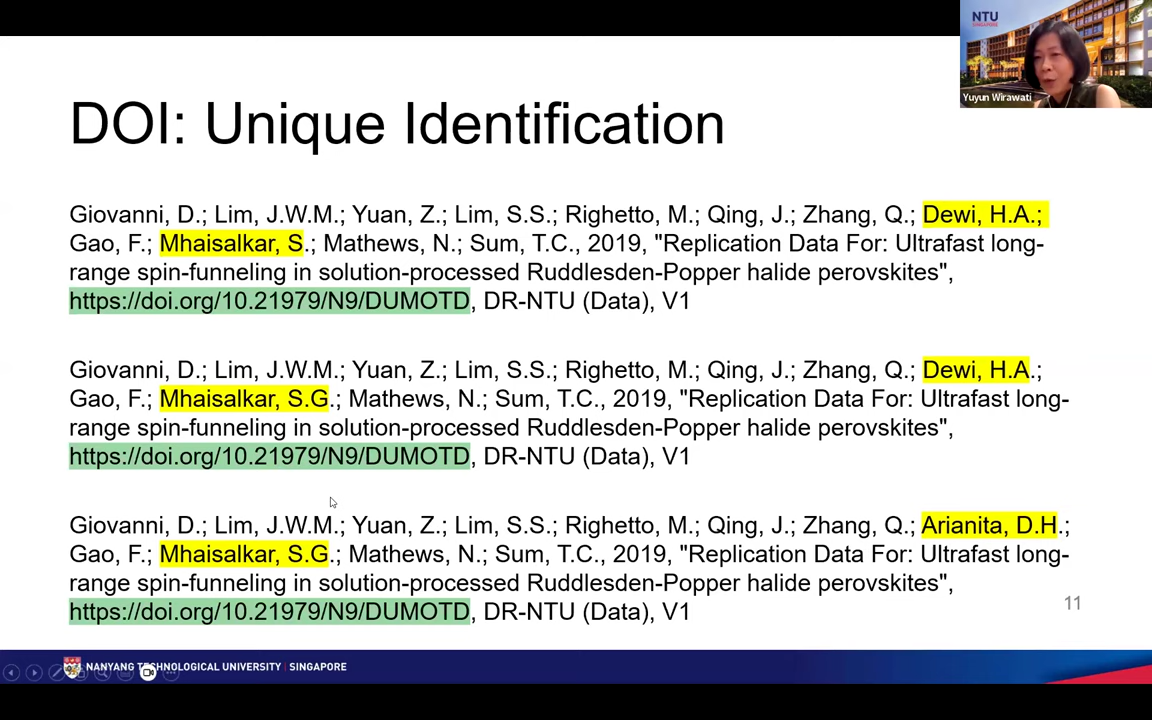 NTU
SINGAPORE
Yuyun Wirawati
DOI: Unique Identification
Giovanni, D.; Lim, J.W.M.; Yuan, Z.; Lim, S.S.; Righetto, M.; Qing, J.; Zhang, Q.; Dewi, H.A.;
Gao, F.; Mhaisalkar, S.; Mathews, N.; Sum, T.C., 2019, "Replication Data For: Ultrafast long-
range spin-funneling in solution-processed Ruddlesden-Popper halide perovskites",
https://doi.org/10.21979/N9/DUMOTD, DR-NTU (Data), V1
Giovanni, D.; Lim, J.W.M.; Yuan, Z.; Lim, S.S.; Righetto, M.; Qing, J.; Zhang, Q.; Dewi, H.A.;
Gao, F.; Mhaisalkar, S.G.; Mathews, N.; Sum, T.C., 2019, "Replication Data For: Ultrafast long-
range spin-funneling in solution-processed Ruddlesden-Popper halide perovskites",
https://doi.org/10.21979/N9/DUMOTD, DR-NTU (Data), V1
Giovanni, D.; Lim, J.W.M.; Yuan, Z.; Lim, S.S.; Righetto, M.; Qing, J.; Zhang, Q.; Arianita, D.H.;
Gao, F.; Mhaisalkar, S.G.; Mathews, N.; Sum, T.C., 2019, "Replication Data For: Ultrafast long-
range spin-funneling in solution-processed Ruddlesden-Popper halide perovskites",
https://doi.org/10.21979/N9/DUMOTD, DR-NTU (Data), V1
11
NANYANG TECHNOLOGICAL UNIVERSITY | SINGAPORE